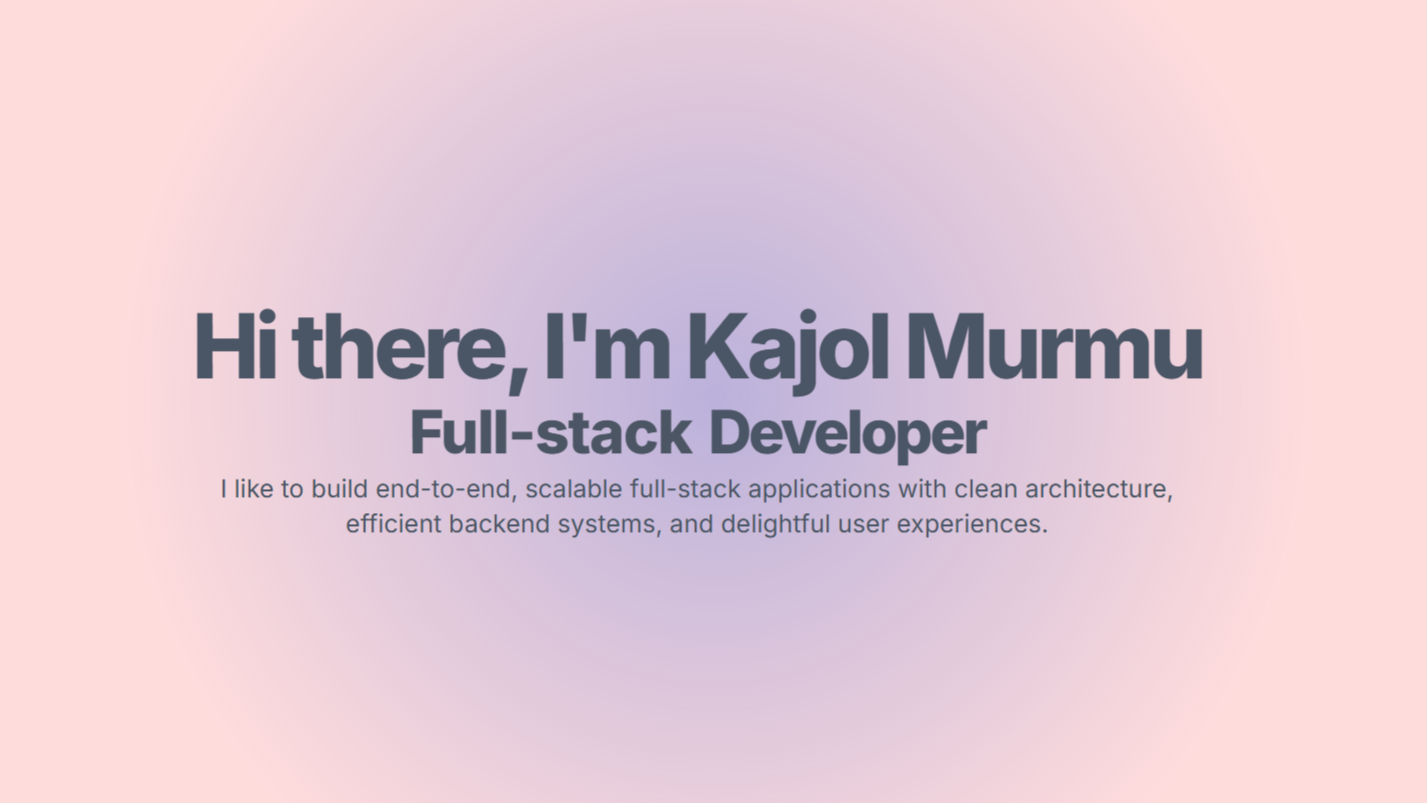 Hi there, I'm Kajol Murmu
Full-stack Developer
I like to build end-to-end, scalable full-stack applications with clean architecture,
efficient backend systems, and delightful user experiences.